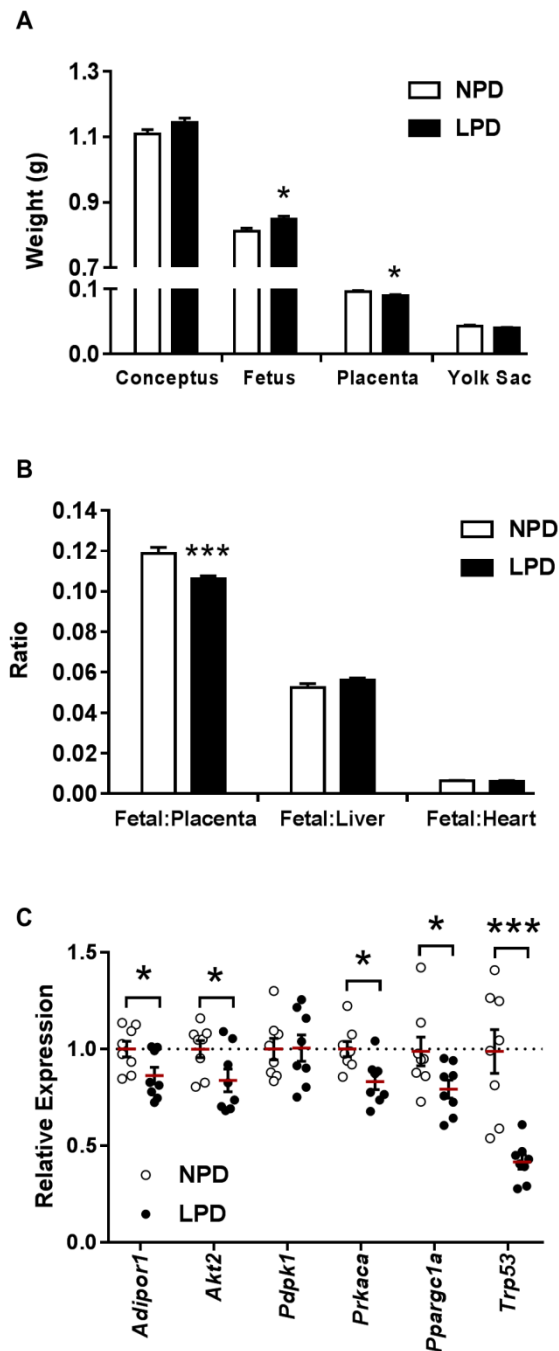 A
Weight (g)
1.3
1.1
0.9
0.7
0.1
0.0
NPD
LPD
*
*
Conceptus Fetus Placenta Yolk Sac
B
Ratio
0.14
0.12
0.10
0.08
0.06
0.04
0.02
0.00
NPD
LPD
***
Fetal:Placenta Fetal:Liver Fetal:Heart
C
Relative Expression
1.5
1.0
0.5
0.0
* * * * ***
NPD
LPD
Adipor1 Akt2 Pdpk1 Prkaca Ppargc1a Trp53